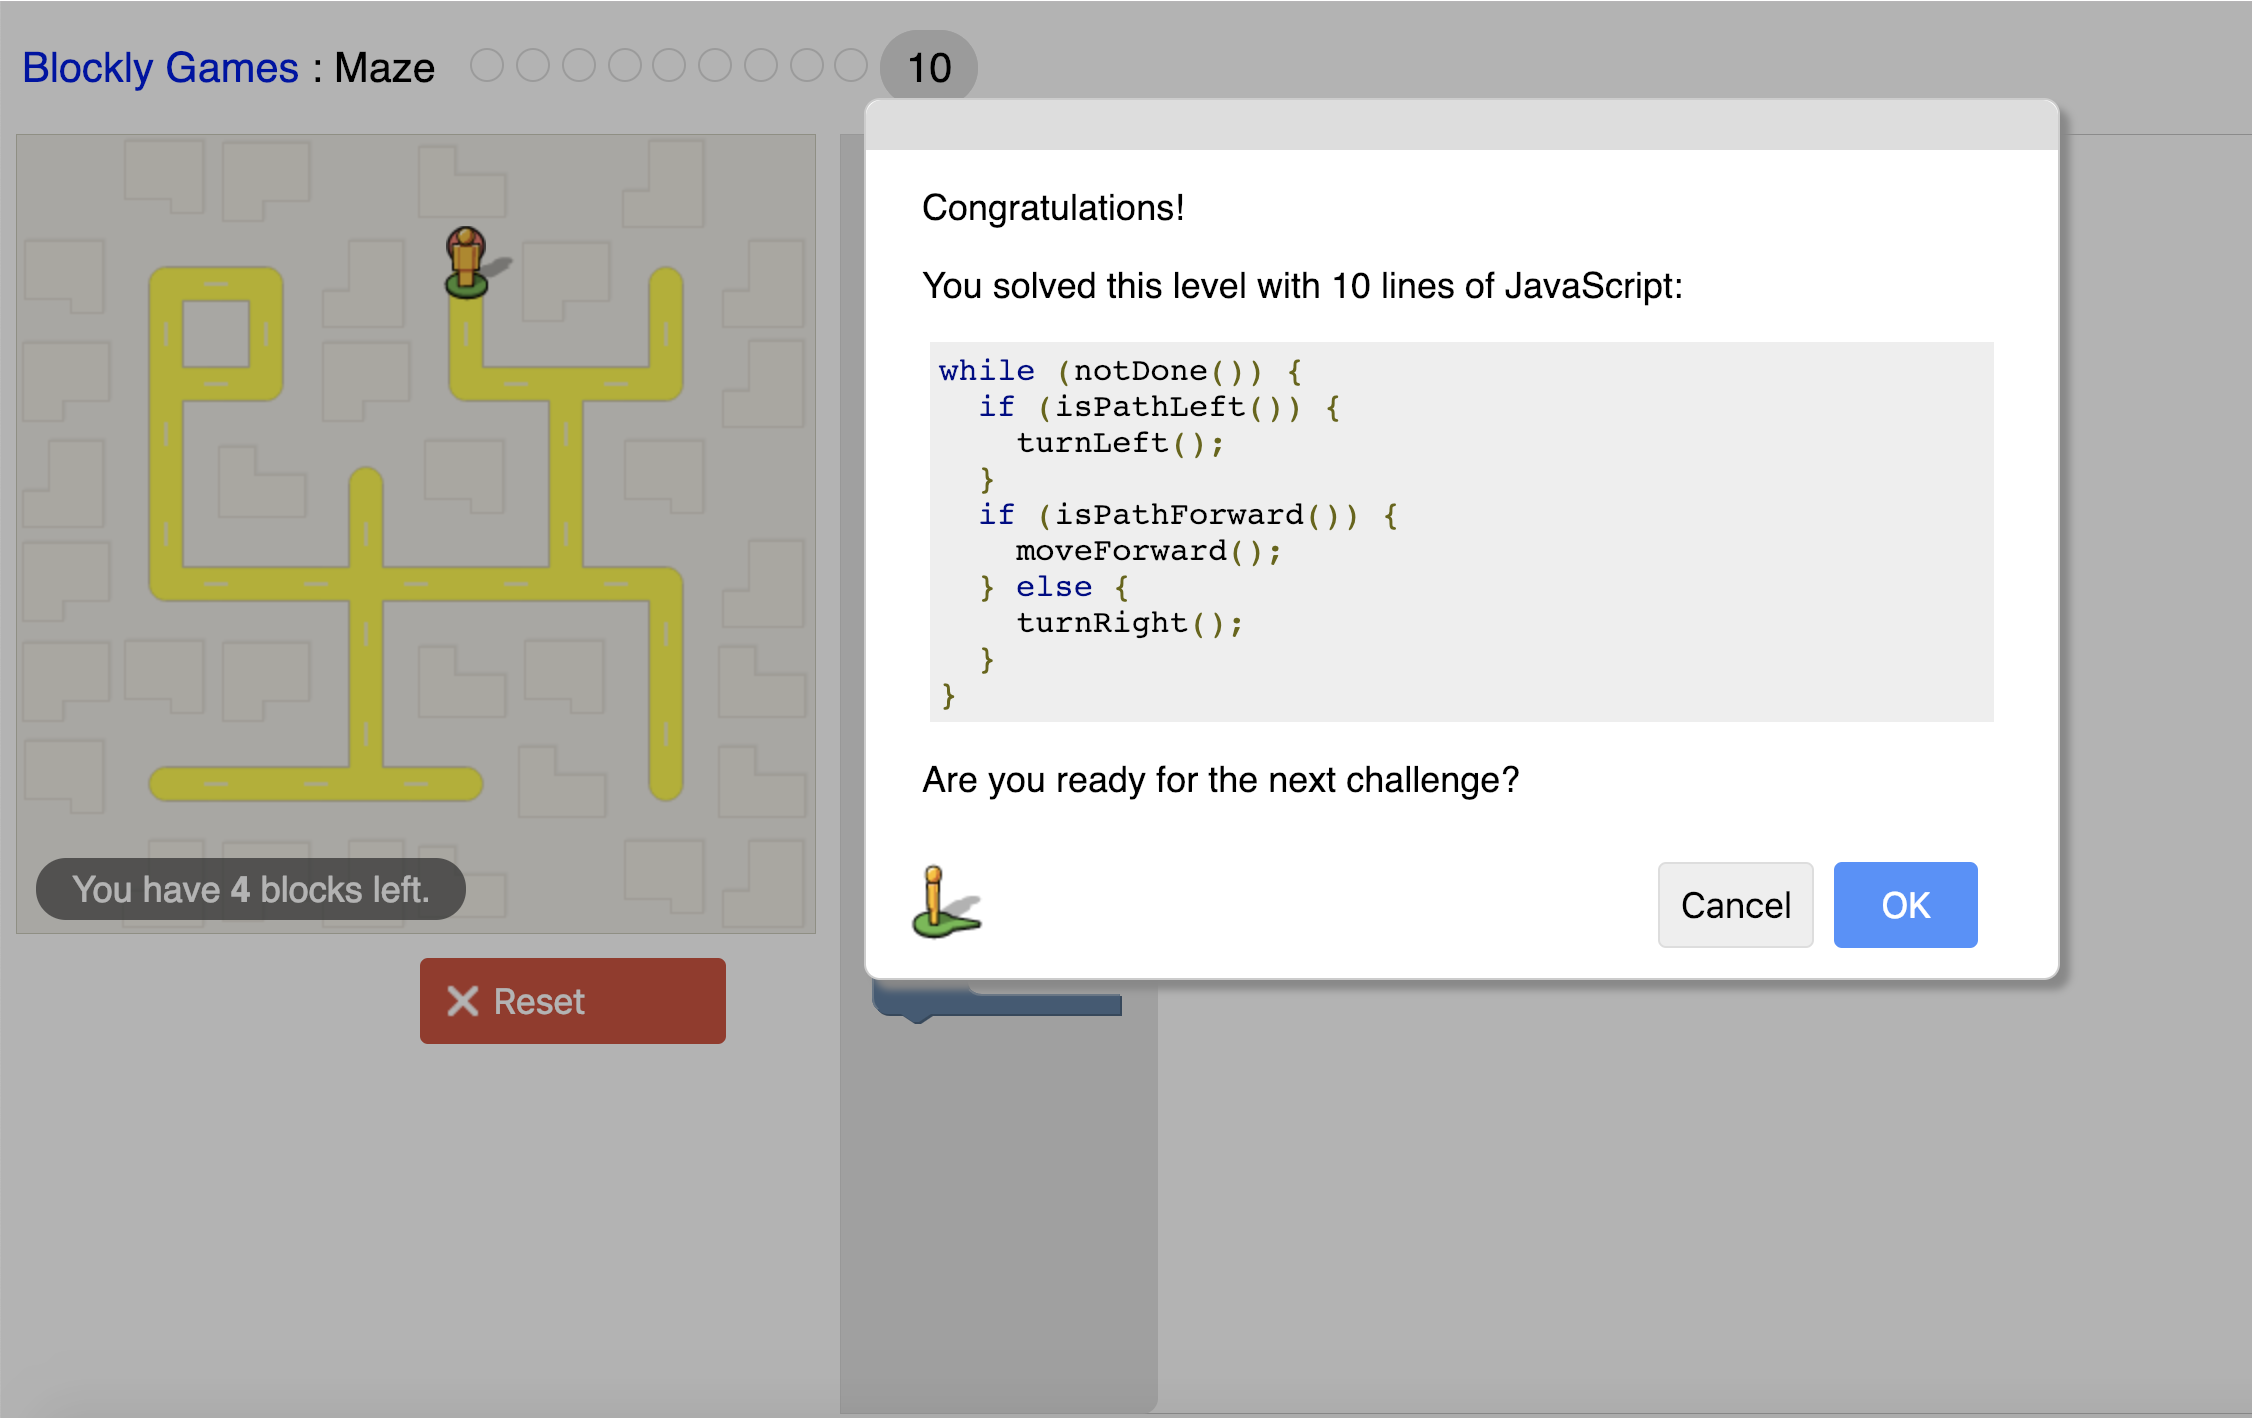 Blockly Games : Maze 10
Congratulations!
You solved this level with 10 lines of JavaScript:
while (notDone()) {
  if (isPathLeft()) {
    turnLeft();
  }
  if (isPathForward()) {
    moveForward();
  } else {
    turnRight();
  }
}
Are you ready for the next challenge?
Cancel OK
You have 4 blocks left.
Reset